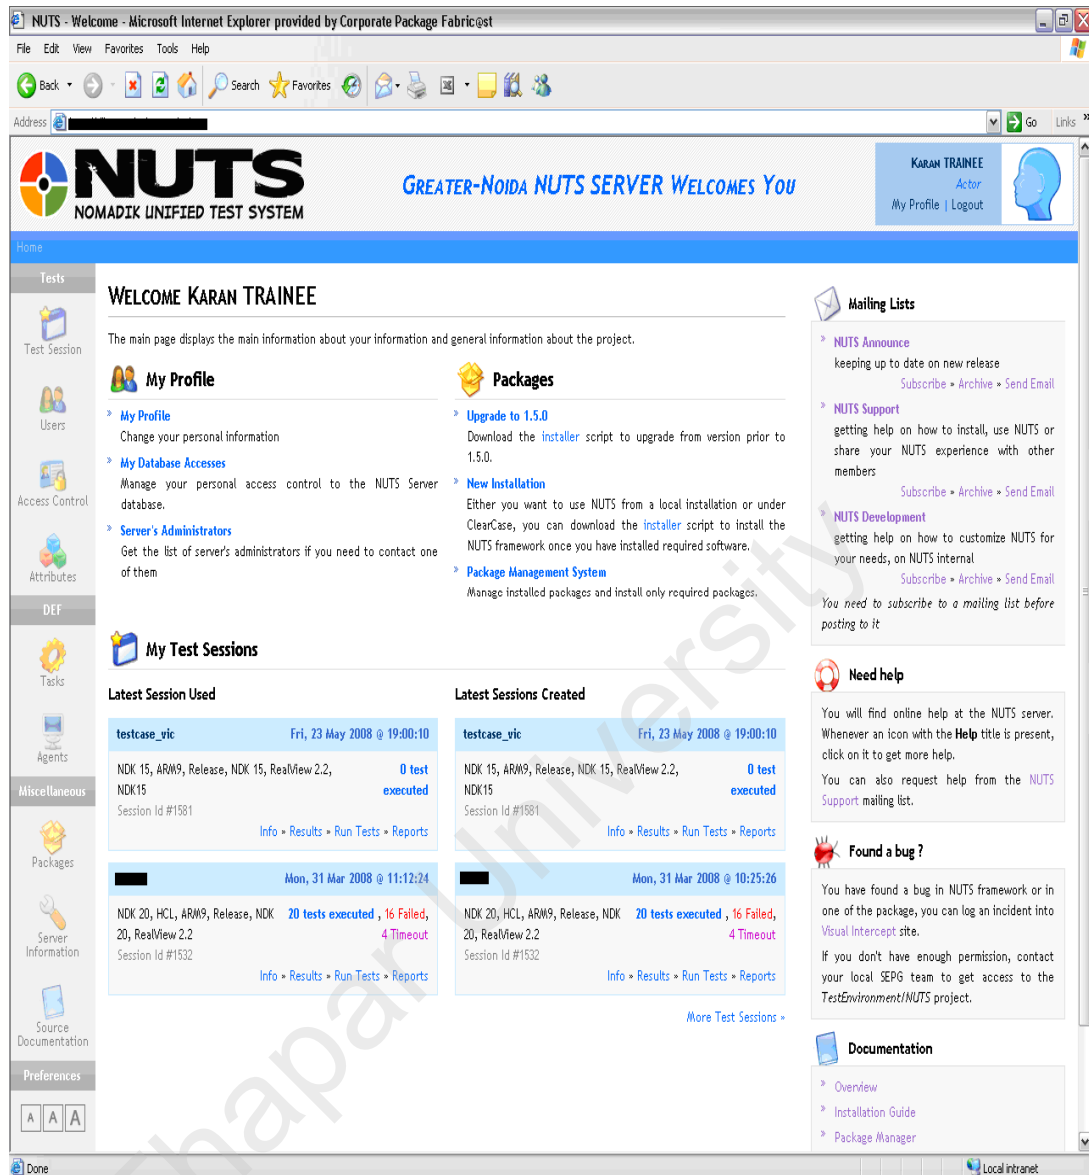 NUTS - Welcome - Microsoft Internet Explorer provided by Corporate Package Fabric@st
File Edit View Favorites Tools Help
Back Search Favorites
Address Go Links »
NUTS
NOMADIK UNIFIED TEST SYSTEM
GREATER-NOIDA NUTS SERVER WELCOMES YOU
KARAN TRAINEE
Actor
My Profile | Logout
Home
Tests
Test Session
Users
Access Control
Attributes
DEF
Tasks
Agents
Miscellaneous
Packages
Server
Information
Source
Documentation
Preferences
A A A
WELCOME KARAN TRAINEE
The main page displays the main information about your information and general information about the project.
My Profile
» My Profile
Change your personal information
» My Database Accesses
Manage your personal access control to the NUTS Server
database.
» Server's Administrators
Get the list of server's administrators if you need to contact one
of them
Packages
» Upgrade to 1.5.0
Download the installer script to upgrade from version prior to
1.5.0.
» New Installation
Either you want to use NUTS from a local installation or under
ClearCase, you can download the installer script to install the
NUTS framework once you have installed required software.
» Package Management System
Manage installed packages and install only required packages.
My Test Sessions
Latest Session Used
testcase_vic Fri, 23 May 2008 @ 19:00:10
NDK 15, ARM9, Release, NDK 15, RealView 2.2, 0 test
NDK15 executed
Session Id #1581
Info » Results » Run Tests » Reports
Mon, 31 Mar 2008 @ 11:12:24
NDK 20, HCL, ARM9, Release, NDK 20 tests executed , 16 Failed,
20, RealView 2.2 4 Timeout
Session Id #1532
Info » Results » Run Tests » Reports
Latest Sessions Created
testcase_vic Fri, 23 May 2008 @ 19:00:10
NDK 15, ARM9, Release, NDK 15, RealView 2.2, 0 test
NDK15 executed
Session Id #1581
Info » Results » Run Tests » Reports
Mon, 31 Mar 2008 @ 10:25:26
NDK 20, HCL, ARM9, Release, NDK 20 tests executed , 16 Failed,
20, RealView 2.2 4 Timeout
Session Id #1532
Info » Results » Run Tests » Reports
More Test Sessions »
Mailing Lists
» NUTS Announce
keeping up to date on new release
Subscribe » Archive » Send Email
» NUTS Support
getting help on how to install, use NUTS or
share your NUTS experience with other
members
Subscribe » Archive » Send Email
» NUTS Development
getting help on how to customize NUTS for
your needs, on NUTS internal
Subscribe » Archive » Send Email
You need to subscribe to a mailing list before
posting to it
Need help
You will find online help at the NUTS server.
Whenever an icon with the Help title is present,
click on it to get more help.
You can also request help from the NUTS
Support mailing list.
Found a bug ?
You have found a bug in NUTS framework or in
one of the package, you can log an incident into
Visual Intercept site.
If you don't have enough permission, contact
your local SEPG team to get access to the
TestEnvironment/NUTS project.
Documentation
» Overview
» Installation Guide
» Package Manager
Done Local intranet
Thapar University